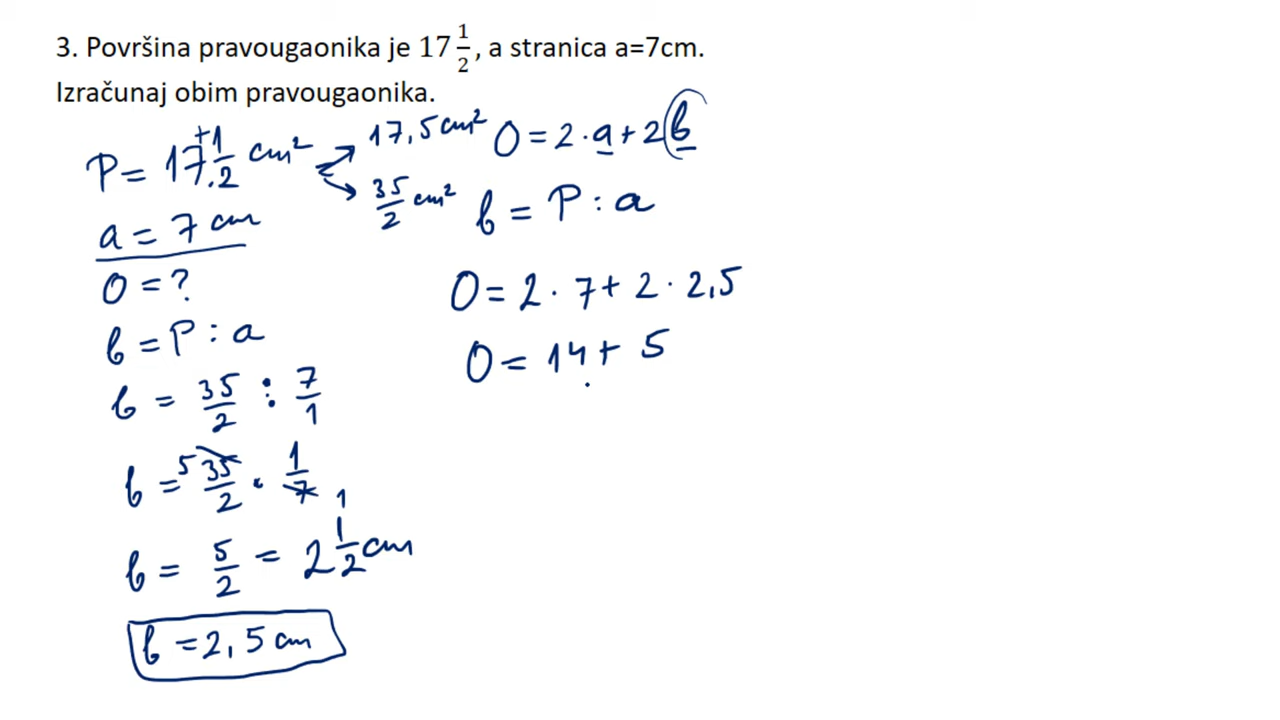 3. Površina pravougaonika je 17 1/2, a stranica a=7cm.
Izračunaj obim pravougaonika.
P = 17 + 1/2 cm²
.
17,5 cm²
35/2 cm²
a = 7 cm
O = ?
b = P : a
b = 35/2 : 7/1
b = 5 35/2 · 1/7 1
b = 5/2 = 2 1/2 cm
b = 2,5 cm
O = 2 · a + 2 b
b = P : a
O = 2 · 7 + 2 · 2,5
O = 14 + 5